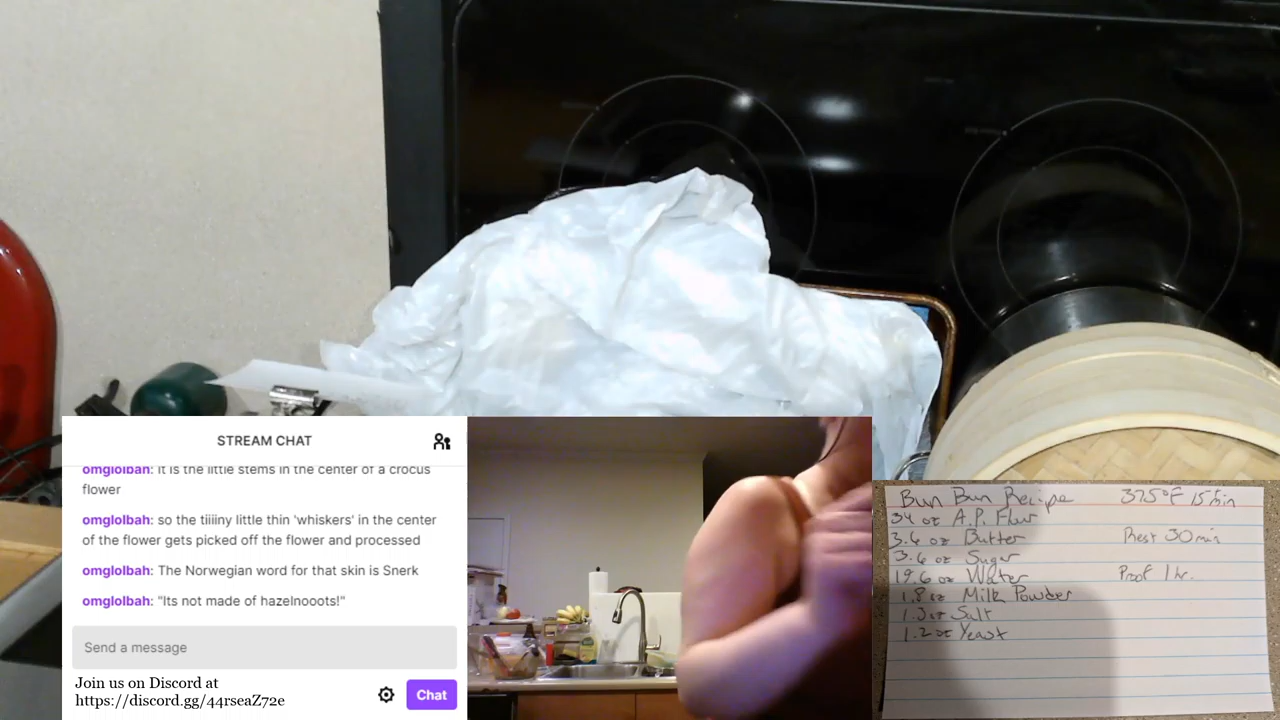 STREAM CHAT
omglolbah: It is the little stems in the center of a crocus
flower
omglolbah: so the tiiiiny little thin 'whiskers' in the center
of the flower gets picked off the flower and processed
omglolbah: The Norwegian word for that skin is Snerk
omglolbah: "Its not made of hazelnooots!"
Send a message
Join us on Discord at
https://discord.gg/44rseaZ72e
Chat
Bun Bun Recipe 375°F 15 min
34 oz A.P. Flour
3.6 oz Butter Rest 30 min
3.6 oz Sugar
19.6 oz Water Proof 1 hr.
1.8 oz Milk Powder
oz Salt
1.2 oz Yeast